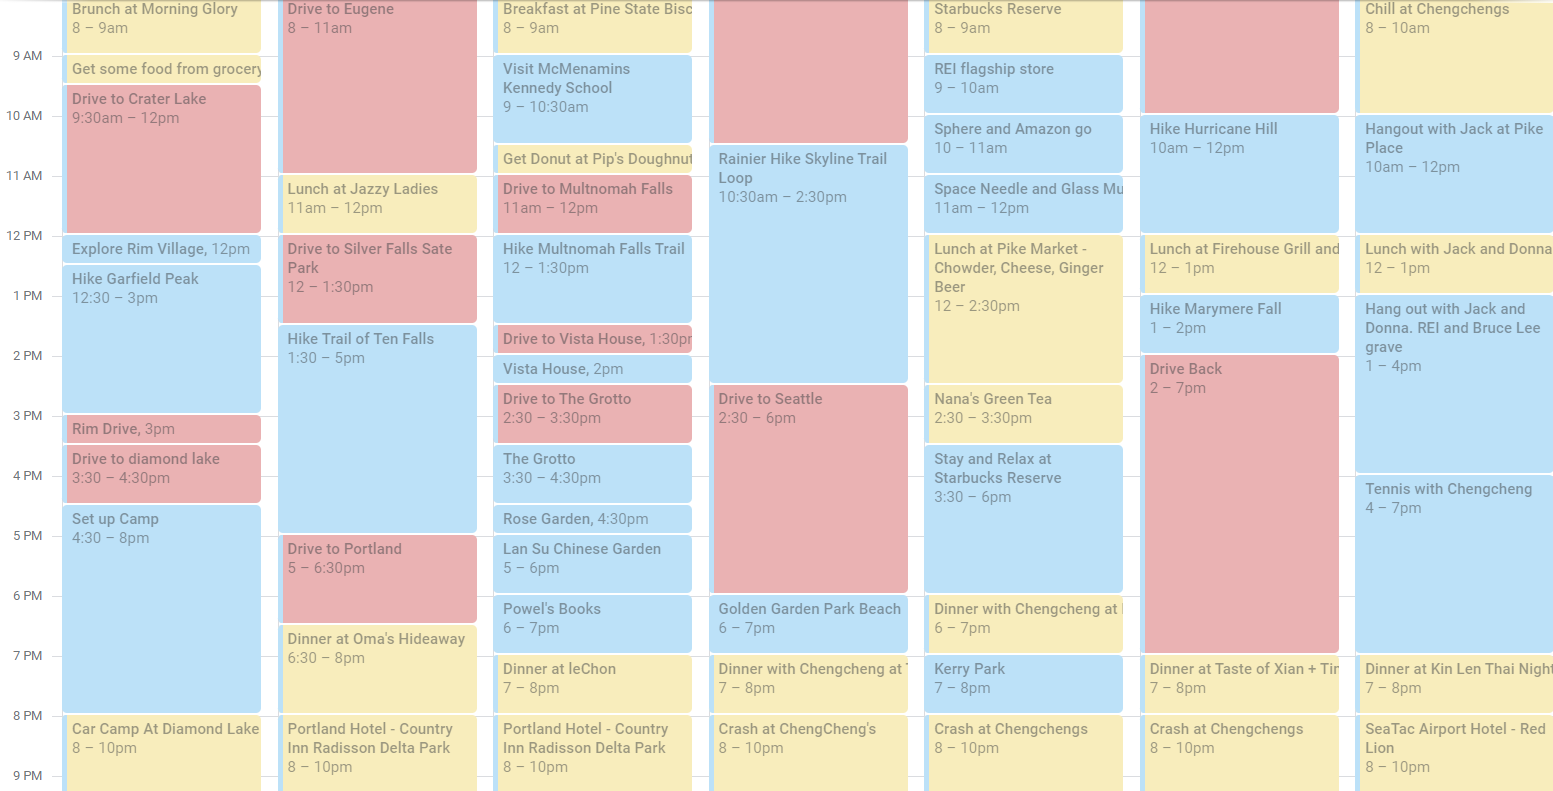 Brunch at Morning Glory
8 – 9am
Get some food from grocery
Drive to Crater Lake
9:30am – 12pm
Explore Rim Village, 12pm
Hike Garfield Peak
12:30 – 3pm
Rim Drive, 3pm
Drive to diamond lake
3:30 – 4:30pm
Set up Camp
4:30 – 8pm
Car Camp At Diamond Lake
8 – 10pm
Drive to Eugene
8 – 11am
Lunch at Jazzy Ladies
11am – 12pm
Drive to Silver Falls Sate
Park
12 – 1:30pm
Hike Trail of Ten Falls
1:30 – 5pm
Drive to Portland
5 – 6:30pm
Dinner at Oma's Hideaway
6:30 – 8pm
Portland Hotel - Country
Inn Radisson Delta Park
8 – 10pm
Breakfast at Pine State Bisc
8 – 9am
Visit McMenamins
Kennedy School
9 – 10:30am
Get Donut at Pip's Doughnut
Drive to Multnomah Falls
11am – 12pm
Hike Multnomah Falls Trail
12 – 1:30pm
Drive to Vista House, 1:30pm
Vista House, 2pm
Drive to The Grotto
2:30 – 3:30pm
The Grotto
3:30 – 4:30pm
Rose Garden, 4:30pm
Lan Su Chinese Garden
5 – 6pm
Powel's Books
6 – 7pm
Dinner at leChon
7 – 8pm
Portland Hotel - Country
Inn Radisson Delta Park
8 – 10pm
Rainier Hike Skyline Trail
Loop
10:30am – 2:30pm
Drive to Seattle
2:30 – 6pm
Golden Garden Park Beach
6 – 7pm
Dinner with Chengcheng at
7 – 8pm
Crash at ChengCheng's
8 – 10pm
Starbucks Reserve
8 – 9am
REI flagship store
9 – 10am
Sphere and Amazon go
10 – 11am
Space Needle and Glass Mu
11am – 12pm
Lunch at Pike Market -
Chowder, Cheese, Ginger
Beer
12 – 2:30pm
Nana's Green Tea
2:30 – 3:30pm
Stay and Relax at
Starbucks Reserve
3:30 – 6pm
Dinner with Chengcheng at
6 – 7pm
Kerry Park
7 – 8pm
Crash at Chengchengs
8 – 10pm
Hike Hurricane Hill
10am – 12pm
Lunch at Firehouse Grill and
12 – 1pm
Hike Marymere Fall
1 – 2pm
Drive Back
2 – 7pm
Dinner at Taste of Xian + Tin
7 – 8pm
Crash at Chengchengs
8 – 10pm
Chill at Chengchengs
8 – 10am
Hangout with Jack at Pike
Place
10am – 12pm
Lunch with Jack and Donna
12 – 1pm
Hang out with Jack and
Donna. REI and Bruce Lee
grave
1 – 4pm
Tennis with Chengcheng
4 – 7pm
Dinner at Kin Len Thai Night
7 – 8pm
SeaTac Airport Hotel - Red
Lion
8 – 10pm
9 AM
10 AM
11 AM
12 PM
1 PM
2 PM
3 PM
4 PM
5 PM
6 PM
7 PM
8 PM
9 PM